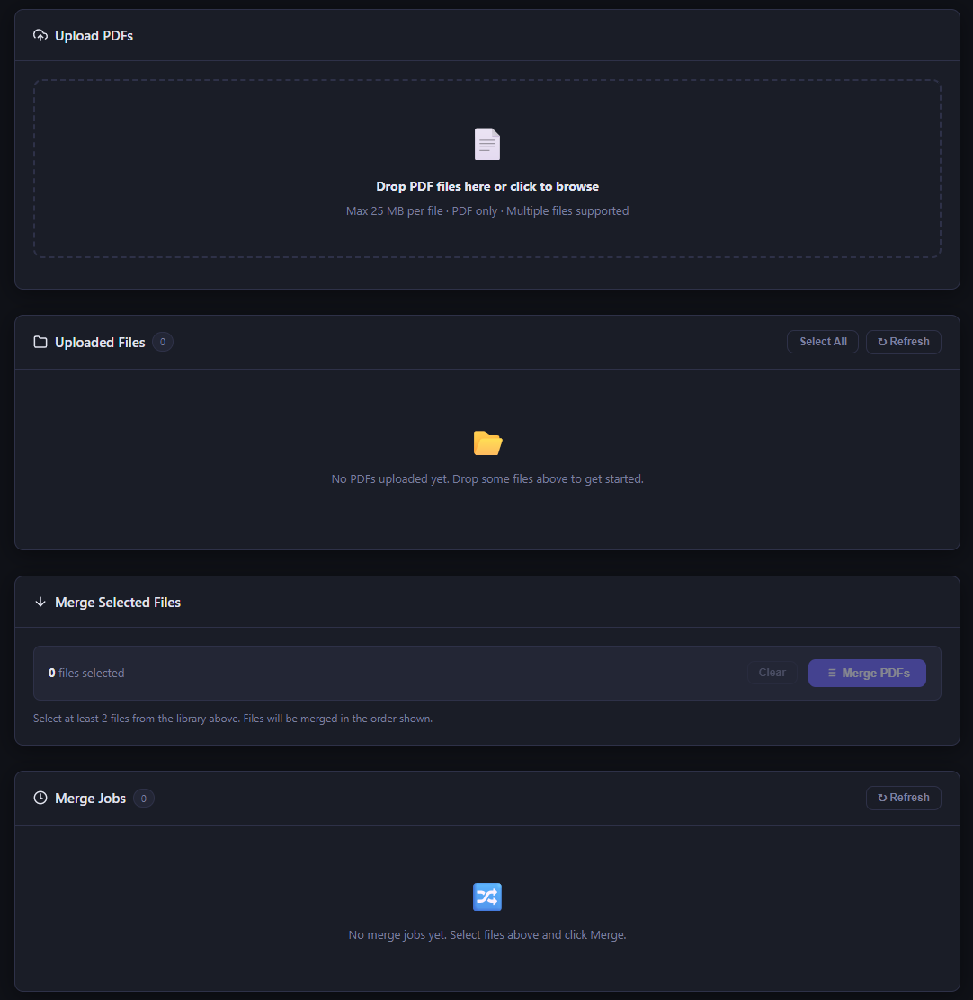 Upload PDFs
Drop PDF files here or click to browse
Max 25 MB per file · PDF only · Multiple files supported
Uploaded Files 0 Select All ↻ Refresh
No PDFs uploaded yet. Drop some files above to get started.
Merge Selected Files
0 files selected Clear ☰ Merge PDFs
Select at least 2 files from the library above. Files will be merged in the order shown.
Merge Jobs 0 ↻ Refresh
No merge jobs yet. Select files above and click Merge.